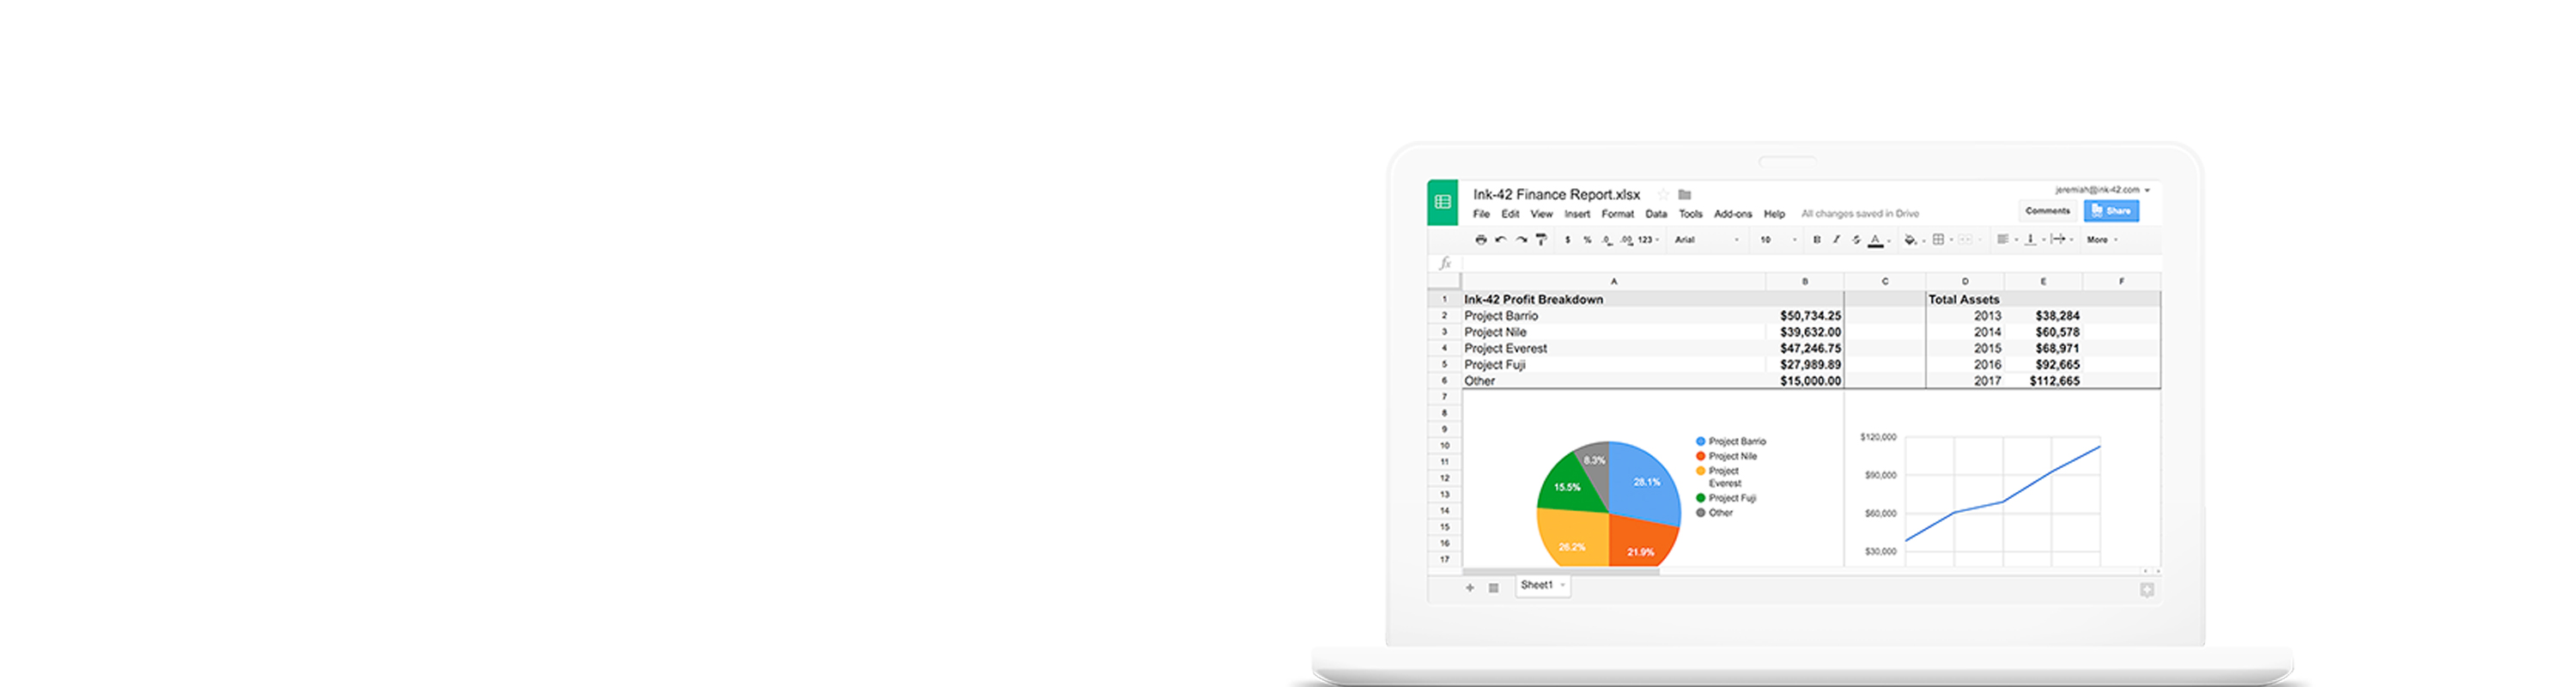 Ink-42 Finance Report.xlsx
jeremiah@ink-42.com
File Edit View Insert Format Data Tools Add-ons Help All changes saved in Drive
Comments Share
$ % .0 .00 123 Arial 10 B I S A More
fx
A B C D E F
1 Ink-42 Profit Breakdown Total Assets
2 Project Barrio $50,734.25 2013 $38,284
3 Project Nile $39,632.00 2014 $60,578
4 Project Everest $47,246.75 2015 $68,971
5 Project Fuji $27,989.89 2016 $92,665
6 Other $15,000.00 2017 $112,665
7
8
9
10
11
12
13
14
15
16
17
8.3%
28.1%
15.5%
26.2%
21.9%
Project Barrio
Project Nile
Project
Everest
Project Fuji
Other
$120,000
$90,000
$60,000
$30,000
Sheet1